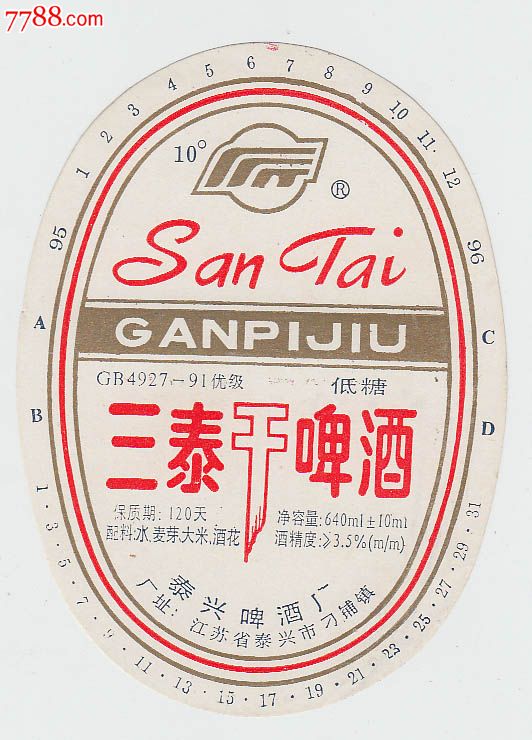 7788.com
1 2 3 4 5 6 7 8 9 10 11 12
95
96
10°
®
San Tai
A
C
GANPIJIU
GB4927-91优级
低糖
B
D
三泰干啤酒
保质期:120天
净容量:640ml±10ml
配料:水,麦芽,大米,酒花
酒精度:≥3.5%(m/m)
泰兴啤酒厂
厂址:江苏省泰兴市刁铺镇
1·3·5·7·9·11·13·15·17·19·21·23·25·27·29·31